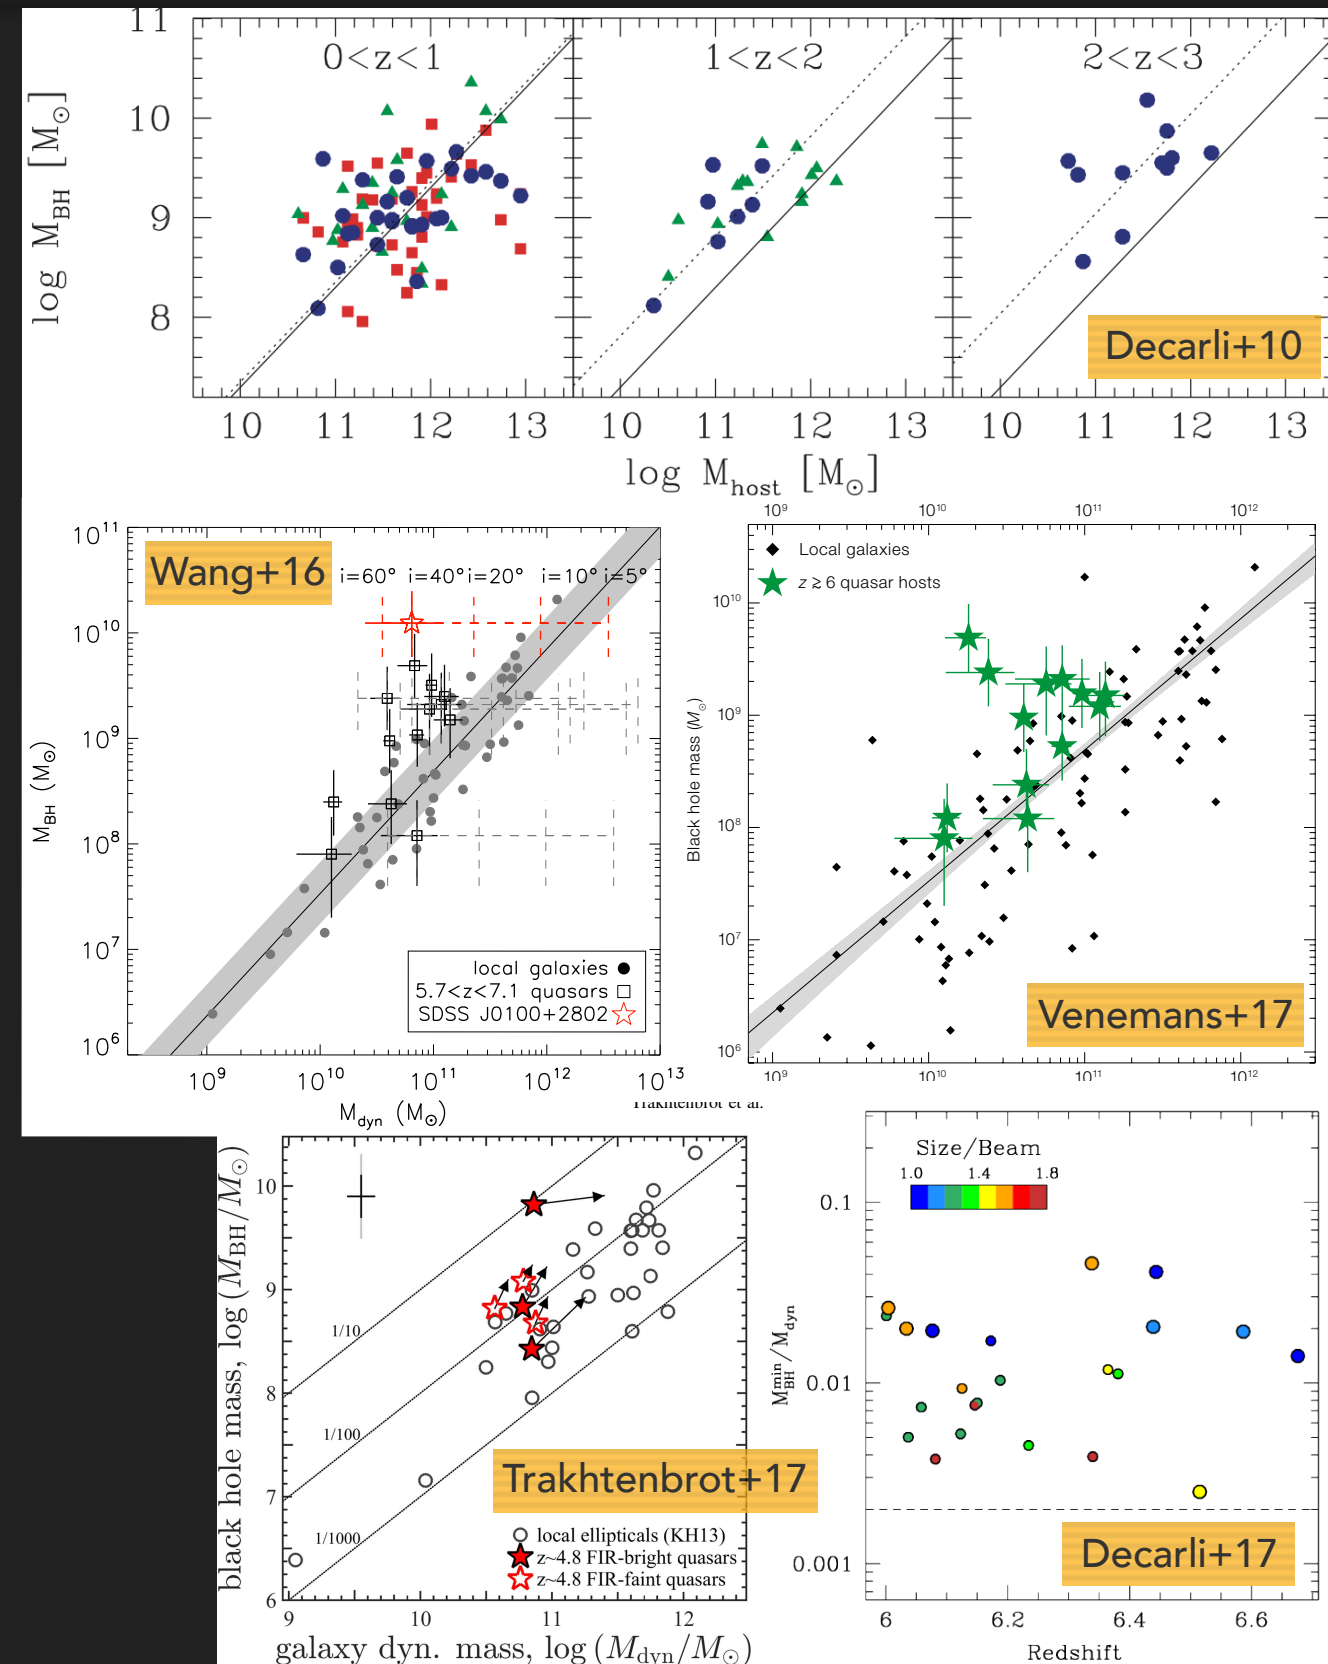 11
10
9
8
log M_BH [M_⊙]
0<z<1
1<z<2
2<z<3
Decarli+10
10 11 12 13
10 11 12 13
10 11 12 13
log M_host [M_⊙]
Wang+16
i=60° i=40° i=20° i=10° i=5°
10^11
10^10
10^9
10^8
10^7
10^6
M_BH (M_⊙)
local galaxies
5.7<z<7.1 quasars
SDSS J0100+2802
10^9 10^10 10^11 10^12 10^13
M_dyn (M_⊙)
10^9 10^10 10^11 10^12
Local galaxies
z ≳ 6 quasar hosts
10^10
10^9
10^8
10^7
10^6
Black hole mass (M_⊙)
Venemans+17
10^9 10^10 10^11 10^12
Trakhtenbrot et al.
10
9
8
7
6
black hole mass, log (M_BH/M_⊙)
1/10
1/100
1/1000
Trakhtenbrot+17
local ellipticals (KH13)
z~4.8 FIR-bright quasars
z~4.8 FIR-faint quasars
9 10 11 12
galaxy dyn. mass, log (M_dyn/M_⊙)
Size/Beam
1.0 1.4 1.8
0.1
0.01
0.001
M_BH^min/M_dyn
Decarli+17
6 6.2 6.4 6.6
Redshift